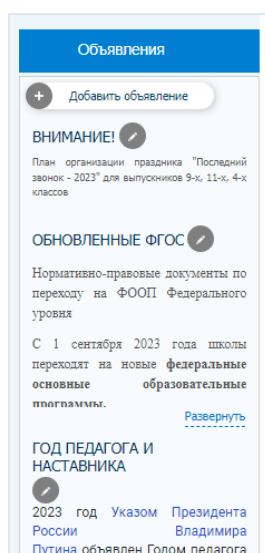 Объявления
Добавить объявление
ВНИМАНИЕ!
План организации праздника "Последний
звонок - 2023" для выпускников 9-х, 11-х, 4-х
классов
ОБНОВЛЕННЫЕ ФГОС
Нормативно-правовые документы по
переходу на ФООП Федерального
уровня
С 1 сентября 2023 года школы
переходят на новые федеральные
основные образовательные
программы.
Развернуть
ГОД ПЕДАГОГА И
НАСТАВНИКА
2023 год Указом Президента
России Владимира
Путина объявлен Годом педагога